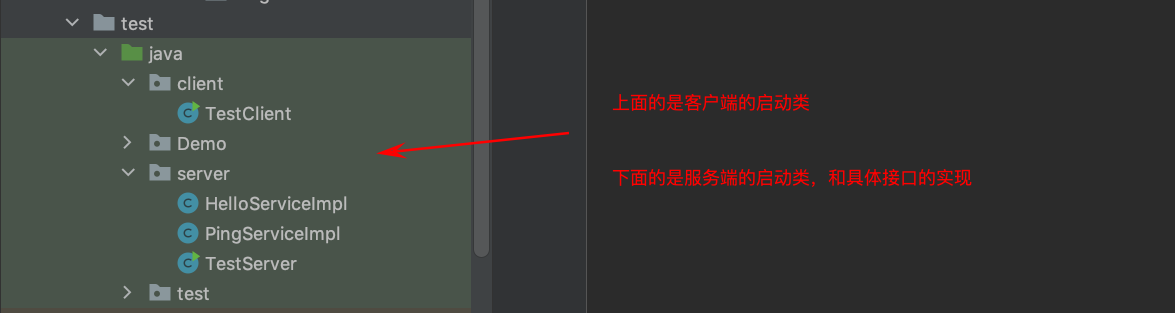 test
java
client
TestClient
上面的是客户端的启动类
Demo
server
下面的是服务端的启动类，和具体接口的实现
HelloServiceImpl
PingServiceImpl
TestServer
test